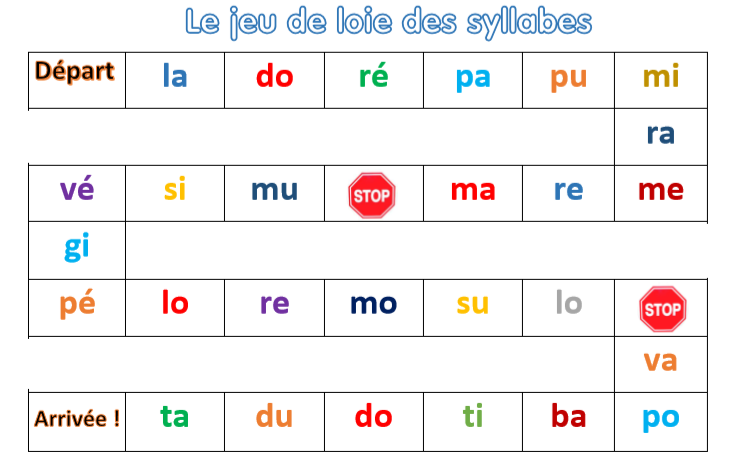 Le jeu de loie des syllabes
Départ la do ré pa pu mi
ra
vé si mu STOP ma re me
gi
pé lo re mo su lo STOP
va
Arrivée ! ta du do ti ba po